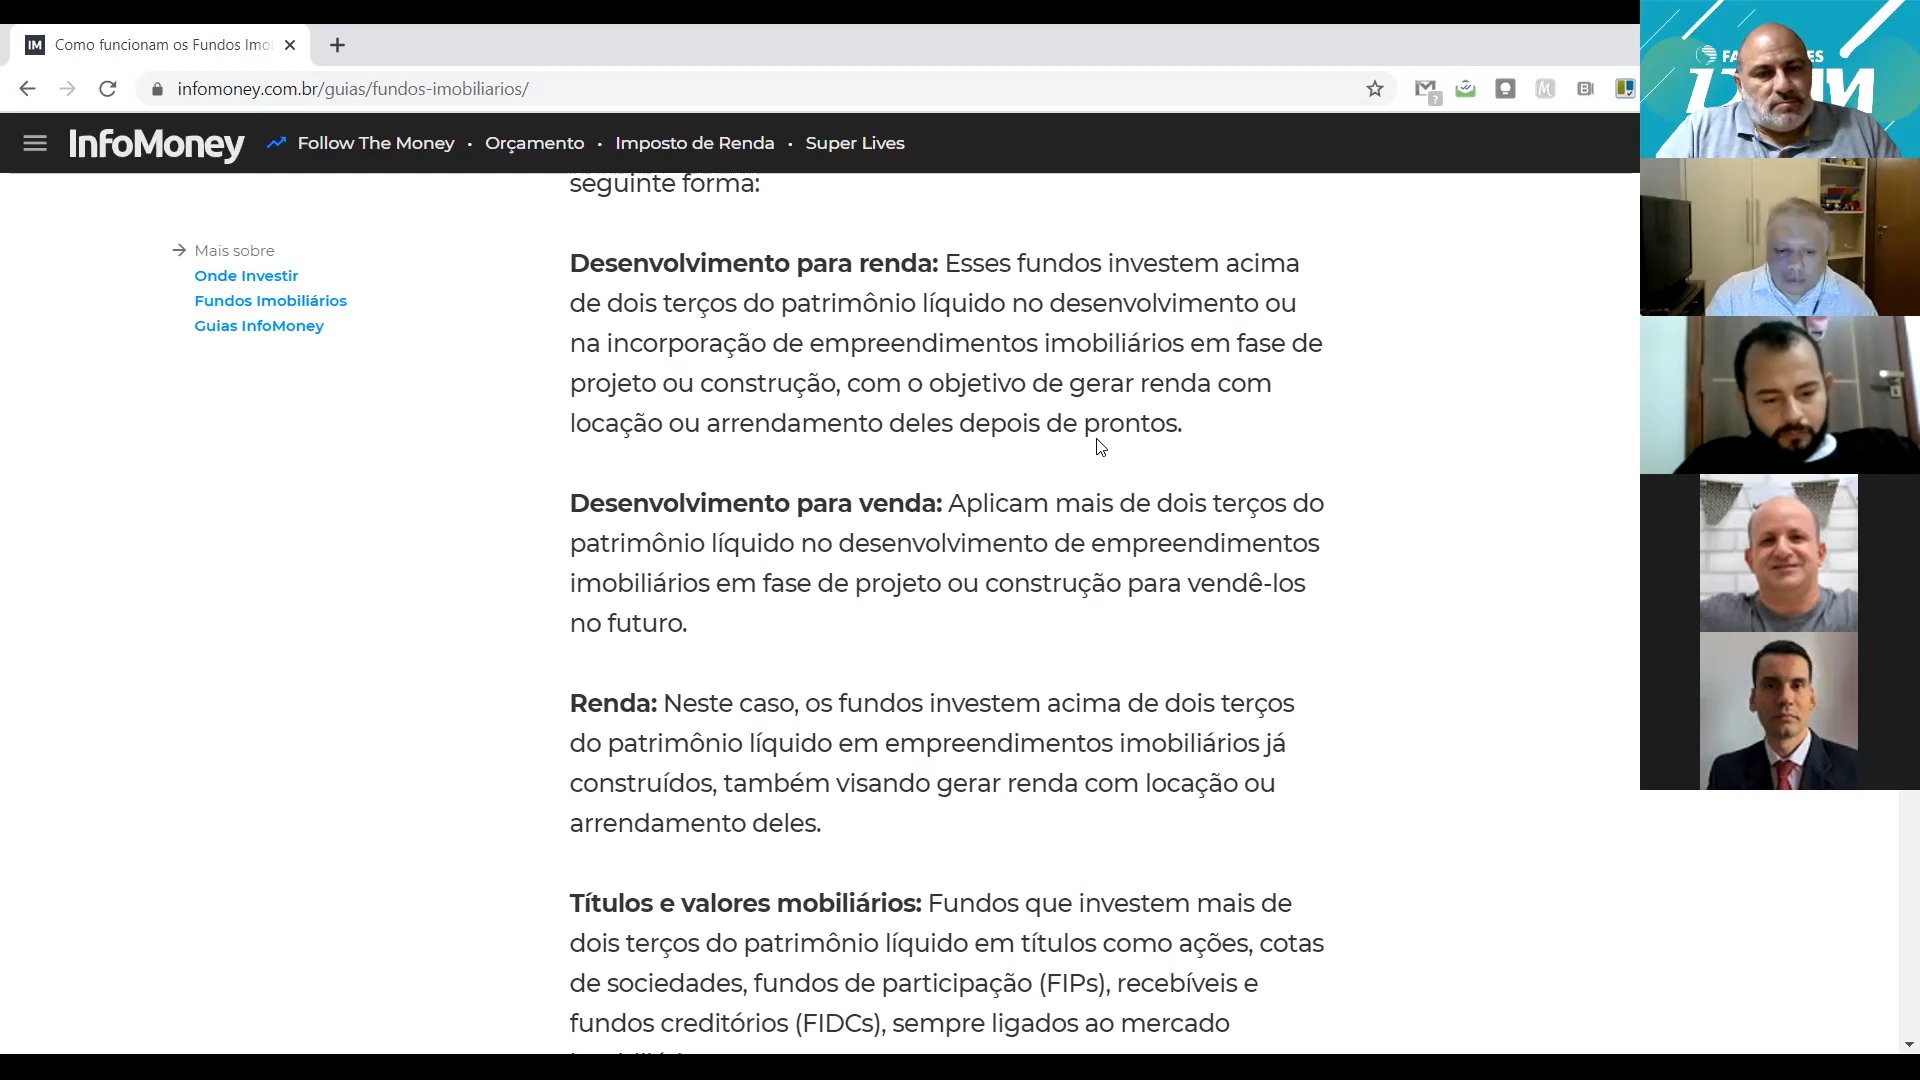 IM Como funcionam os Fundos Imo
infomoney.com.br/guias/fundos-imobiliarios/
InfoMoney
Follow The Money • Orçamento • Imposto de Renda • Super Lives
Mais sobre
Onde Investir
Fundos Imobiliários
Guias InfoMoney
seguinte forma:
Desenvolvimento para renda: Esses fundos investem acima
de dois terços do patrimônio líquido no desenvolvimento ou
na incorporação de empreendimentos imobiliários em fase de
projeto ou construção, com o objetivo de gerar renda com
locação ou arrendamento deles depois de prontos.
Desenvolvimento para venda: Aplicam mais de dois terços do
patrimônio líquido no desenvolvimento de empreendimentos
imobiliários em fase de projeto ou construção para vendê-los
no futuro.
Renda: Neste caso, os fundos investem acima de dois terços
do patrimônio líquido em empreendimentos imobiliários já
construídos, também visando gerar renda com locação ou
arrendamento deles.
Títulos e valores mobiliários: Fundos que investem mais de
dois terços do patrimônio líquido em títulos como ações, cotas
de sociedades, fundos de participação (FIPs), recebíveis e
fundos creditórios (FIDCs), sempre ligados ao mercado